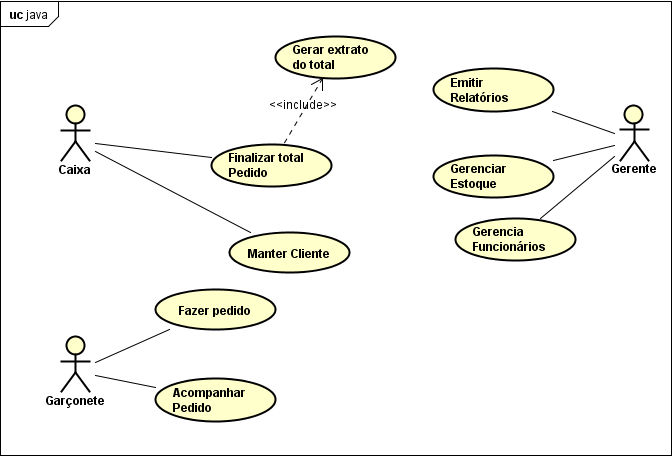 uc java
Gerar extrato
do total
<<include>>
Emitir
Relatórios
Caixa
Finalizar total
Pedido
Gerente
Gerenciar
Estoque
Gerencia
Funcionários
Manter Cliente
Fazer pedido
Garçonete
Acompanhar
Pedido